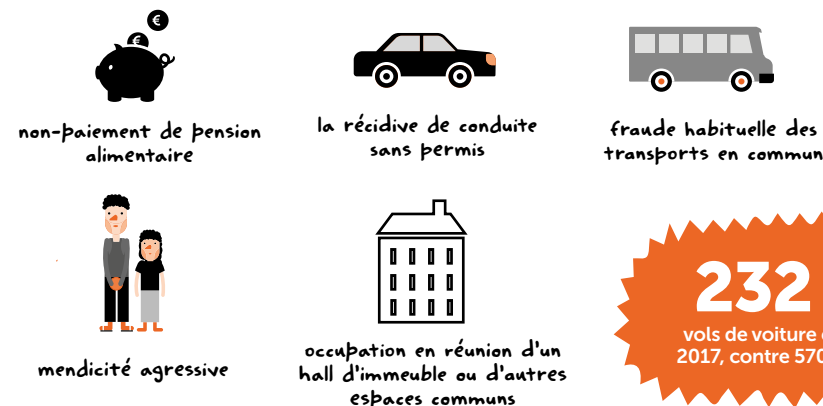 €
€
non-paiement de pension
alimentaire
la récidive de conduite
sans permis
fraude habituelle des
transports en commun
mendicité agressive
occupation en réunion d'un
hall d'immeuble ou d'autres
espaces communs
232
vols de voiture
2017, contre 570